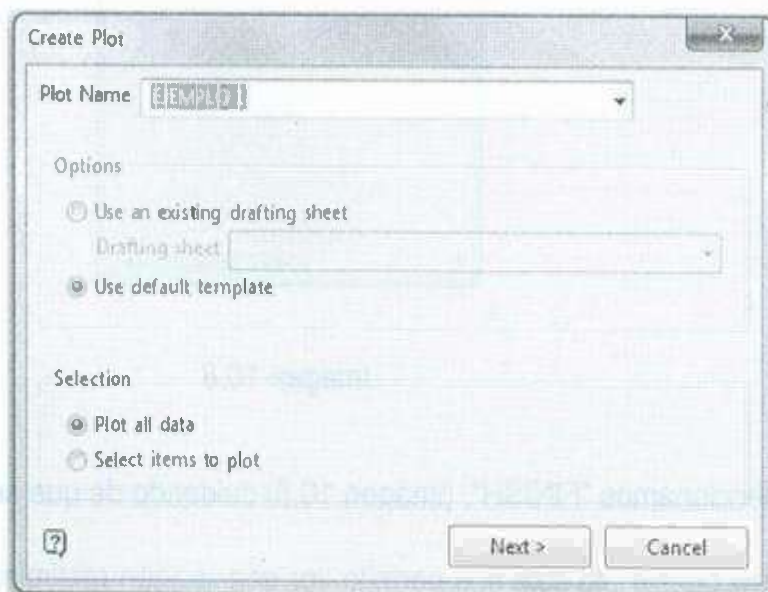 Create Plot
Plot Name EJEMPLO 1
Options
Use an existing drafting sheet
Drafting sheet
Use default template
Selection
Plot all data
Select items to plot
Next >
Cancel